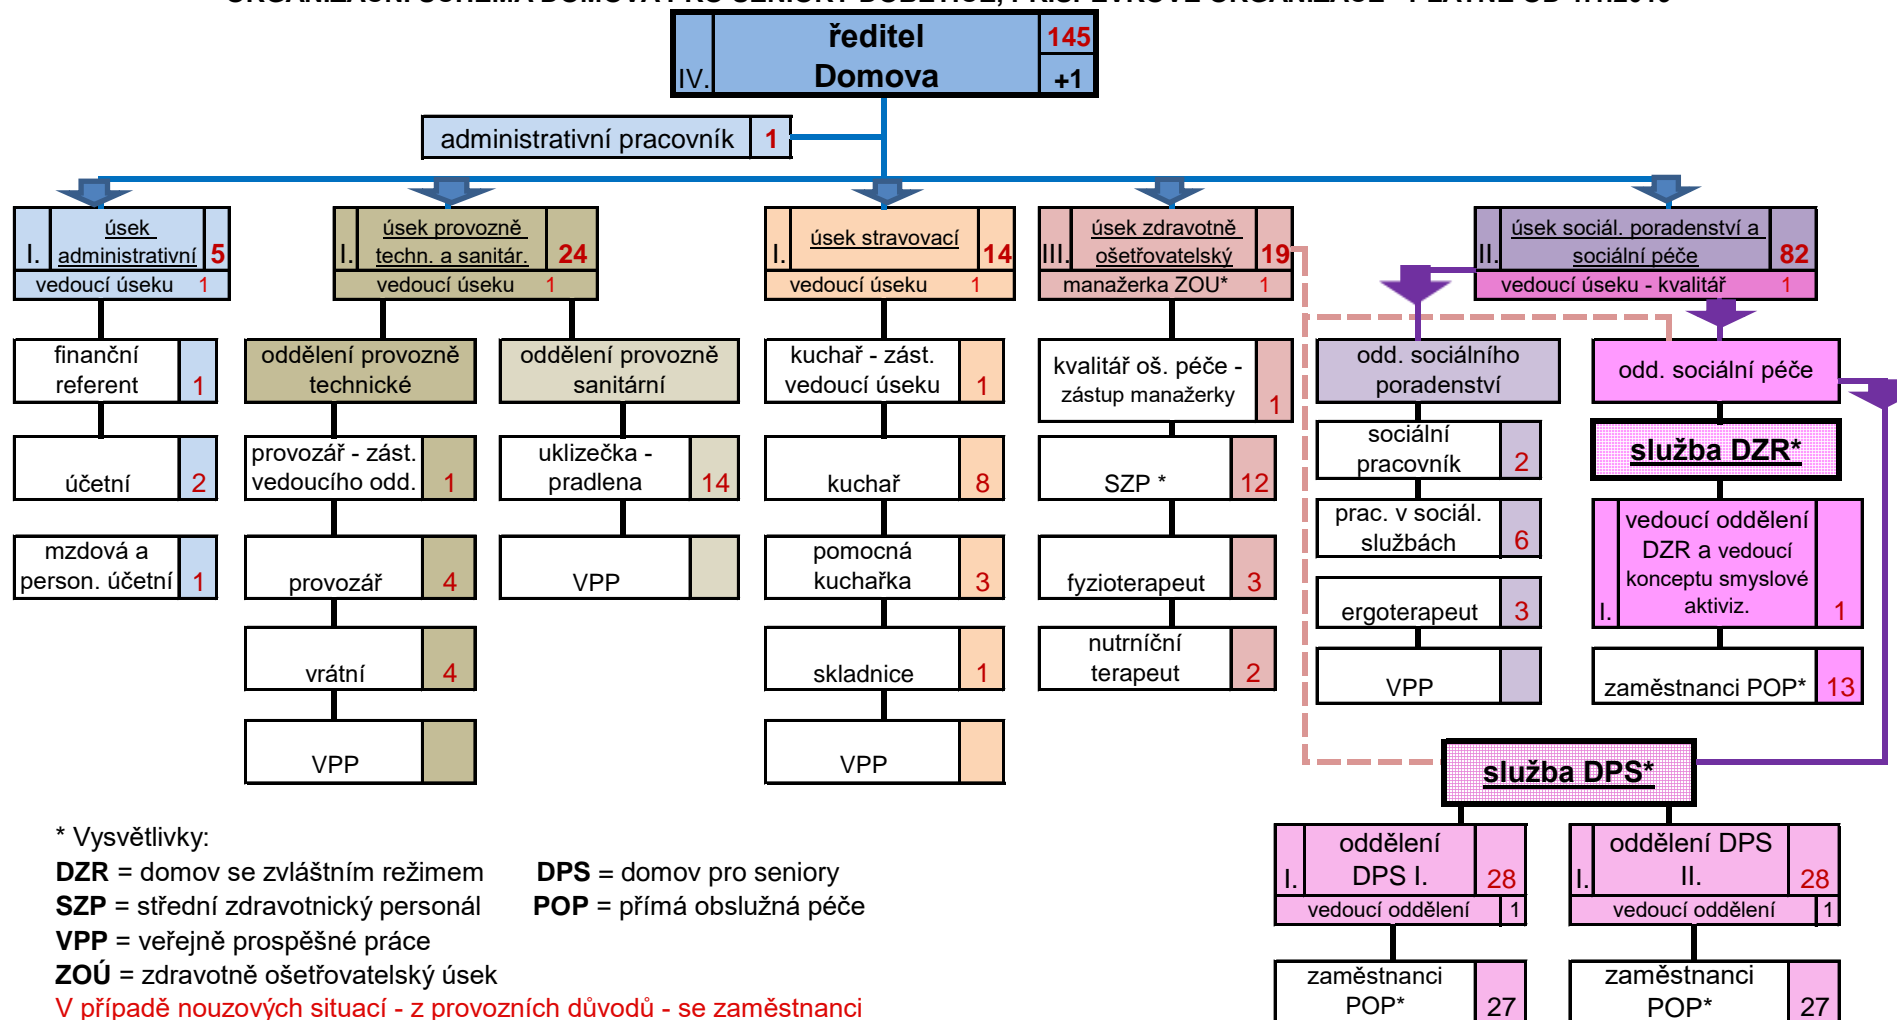 ředitel 145
IV. Domova +1
administrativní pracovník 1
úsek
I. administrativní 5
vedoucí úseku 1
úsek provozně
I. techn. a sanitár. 24
vedoucí úseku 1
I. úsek stravovací 14
vedoucí úseku 1
úsek zdravotně
III. ošetřovatelský 19
manažerka ZOU* 1
úsek sociál. poradenství a
II. sociální péče 82
vedoucí úseku - kvalitář 1
finanční
referent 1
účetní 2
mzdová a
person. účetní 1
oddělení provozně
technické
provozář - zást.
vedoucího odd. 1
provozář 4
vrátní 4
VPP
oddělení provozně
sanitární
uklizečka -
pradlena 14
VPP
kuchař - zást.
vedoucí úseku 1
kuchař 8
pomocná
kuchařka 3
skladnice 1
VPP
kvalitář oš. péče -
zástup manažerky 1
SZP * 12
fyzioterapeut 3
nutrníční
terapeut 2
odd. sociálního
poradenství
sociální
pracovník 2
prac. v sociál.
službách 6
ergoterapeut 3
VPP
odd. sociální péče
služba DZR*
vedoucí oddělení
DZR a vedoucí
konceptu smyslové
I. aktiviz. 1
zaměstnanci POP* 13
služba DPS*
oddělení
I. DPS I. 28
vedoucí oddělení 1
zaměstnanci
POP* 27
oddělení DPS
I. II. 28
vedoucí oddělení 1
zaměstnanci
POP* 27
* Vysvětlivky:
DZR = domov se zvláštním režimem DPS = domov pro seniory
SZP = střední zdravotnický personál POP = přímá obslužná péče
VPP = veřejně prospěšné práce
ZOÚ = zdravotně ošetřovatelský úsek
V případě nouzových situací - z provozních důvodů - se zaměstnanci